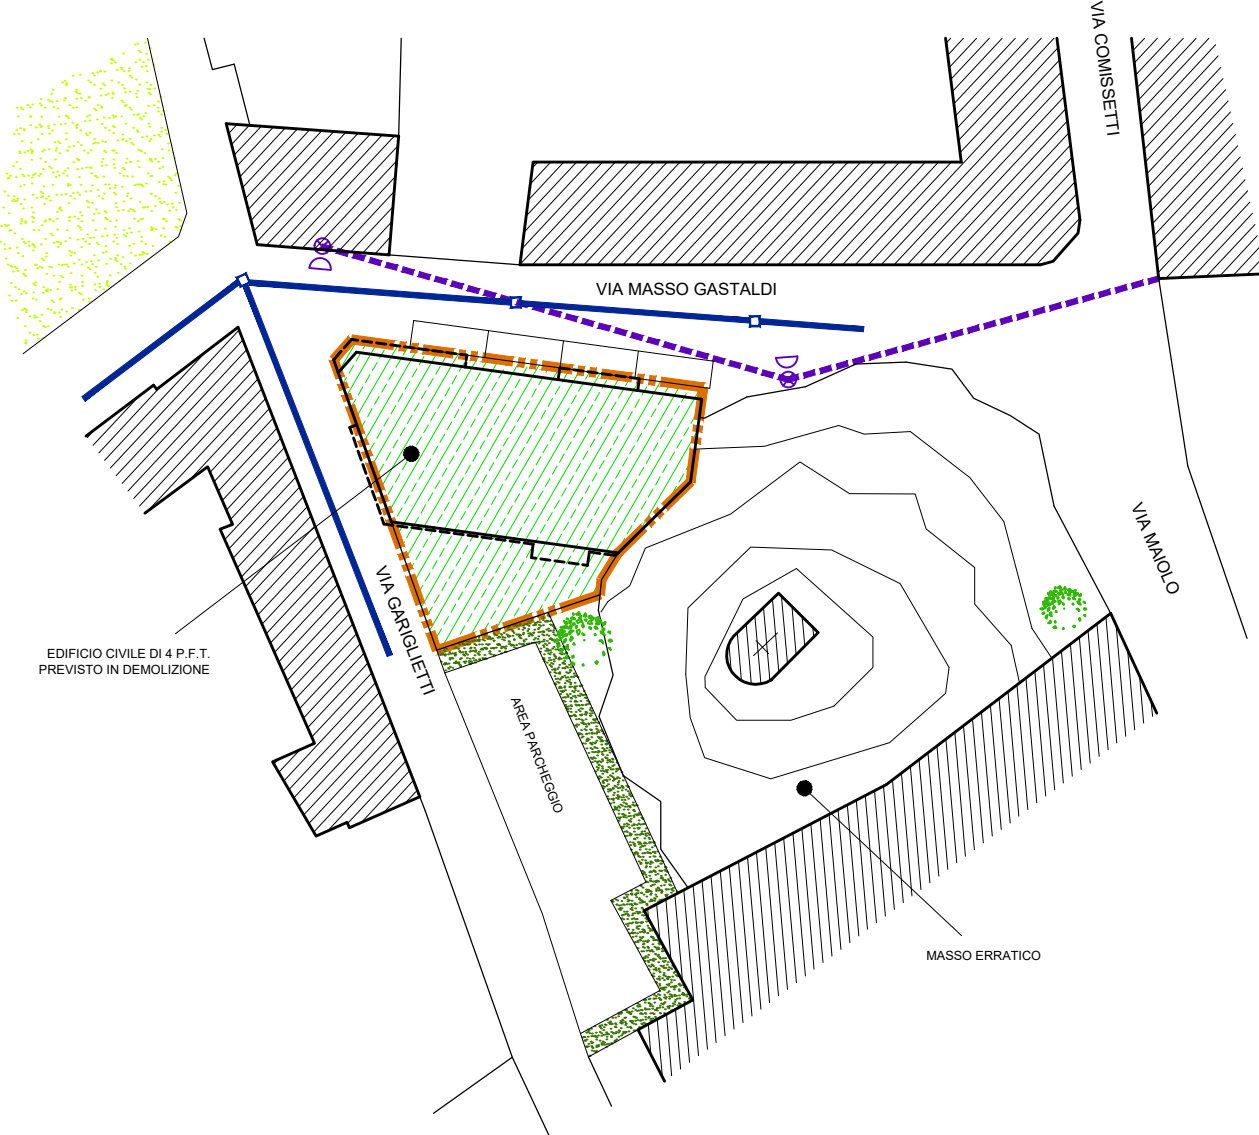 VIA COMISSETTI
VIA MASSO GASTALDI
VIA MAIOLO
VIA GARIGLIETTI
EDIFICIO CIVILE DI 4 P.F.T.
PREVISTO IN DEMOLIZIONE
AREA PARCHEGGIO
MASSO ERRATICO